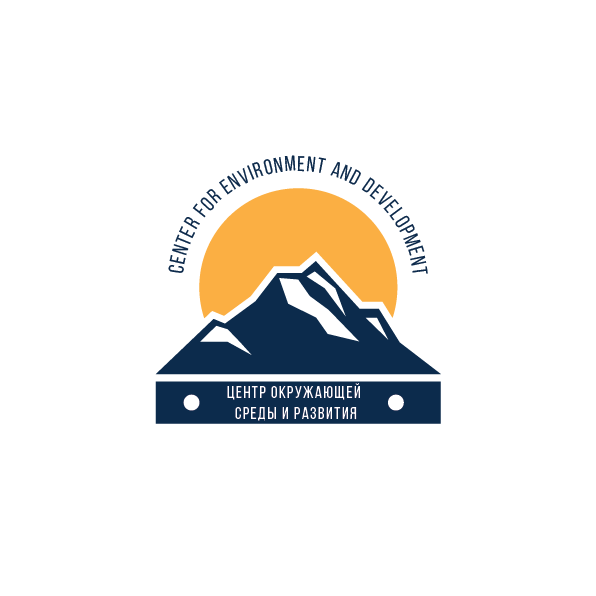 CENTER FOR ENVIRONMENT AND DEVELOPMENT
ЦЕНТР ОКРУЖАЮЩЕЙ
СРЕДЫ И РАЗВИТИЯ